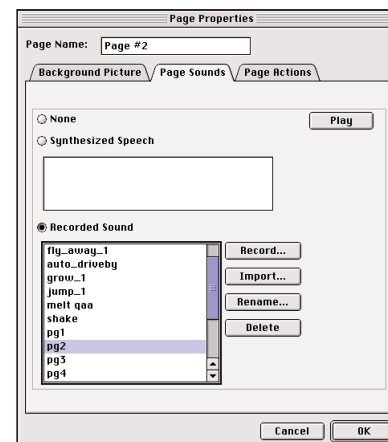 Page Properties
Page Name: Page #2
Background Picture Page Sounds Page Actions
None
Play
Synthesized Speech
Recorded Sound
fly_away_1
auto_driveby
grow_1
jump_1
melt qaa
shake
pg1
pg2
pg3
pg4
Record...
Import...
Rename...
Delete
Cancel OK